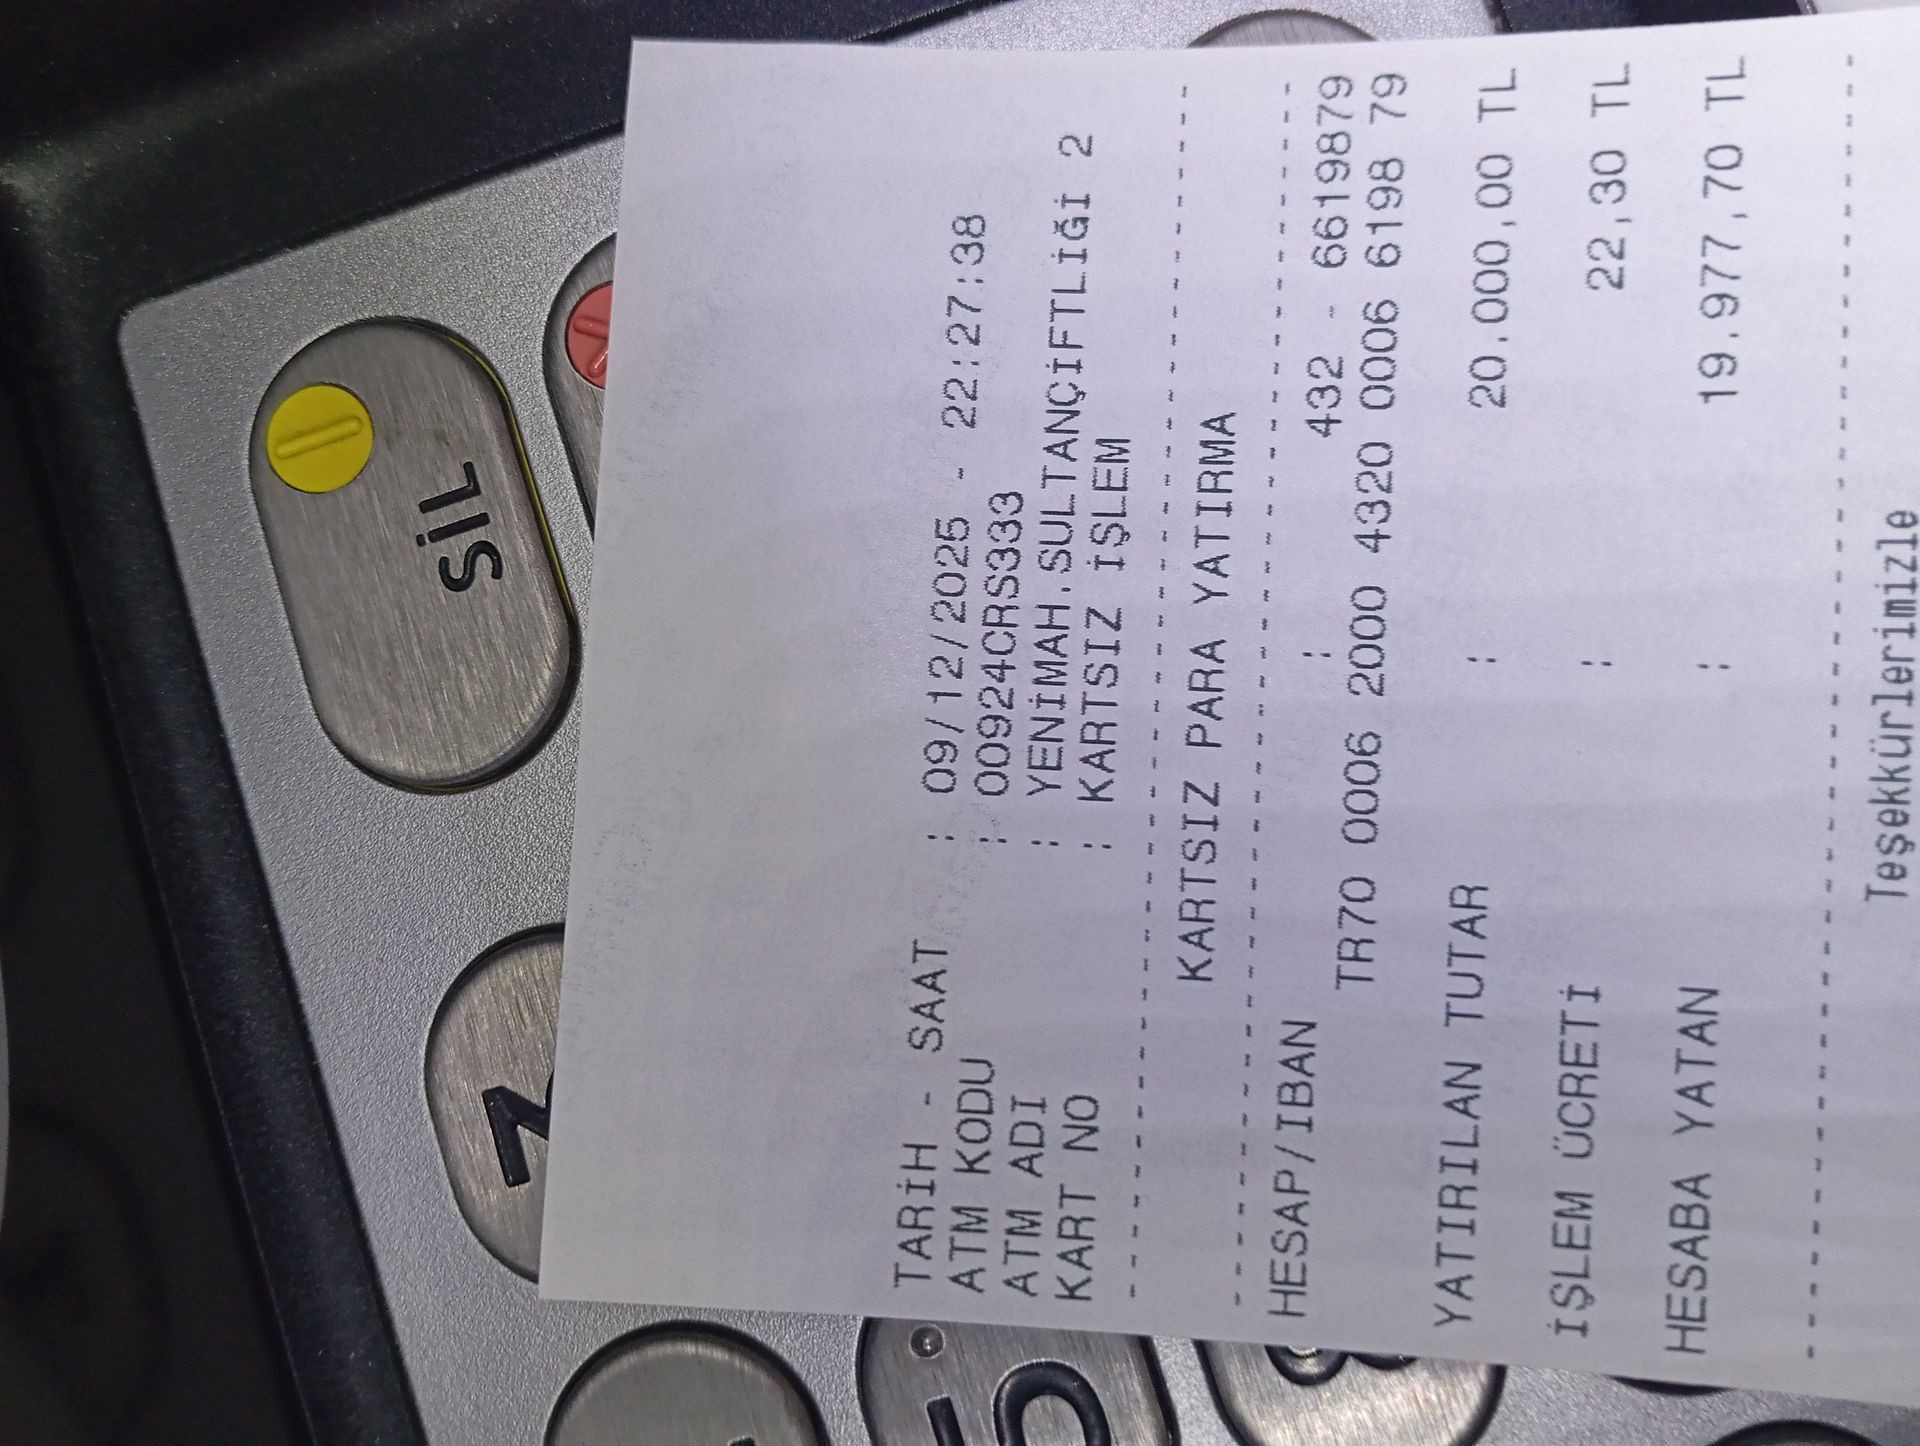 TARİH - SAAT : 09/12/2025 - 22:27:38
ATM KODU : 00924CRS333
ATM ADI : YENİMAH.SULTANÇİFTLİĞİ 2
KART NO : KARTSIZ İŞLEM
KARTSIZ PARA YATIRMA
HESAP/IBAN : 432 - 6619879
TR70 0006 2000 4320 0006 6198 79
YATIRILAN TUTAR : 20.000,00 TL
İŞLEM ÜCRETİ : 22,30 TL
HESABA YATAN : 19.977,70 TL
Teşekkürlerimizle
SİL
5